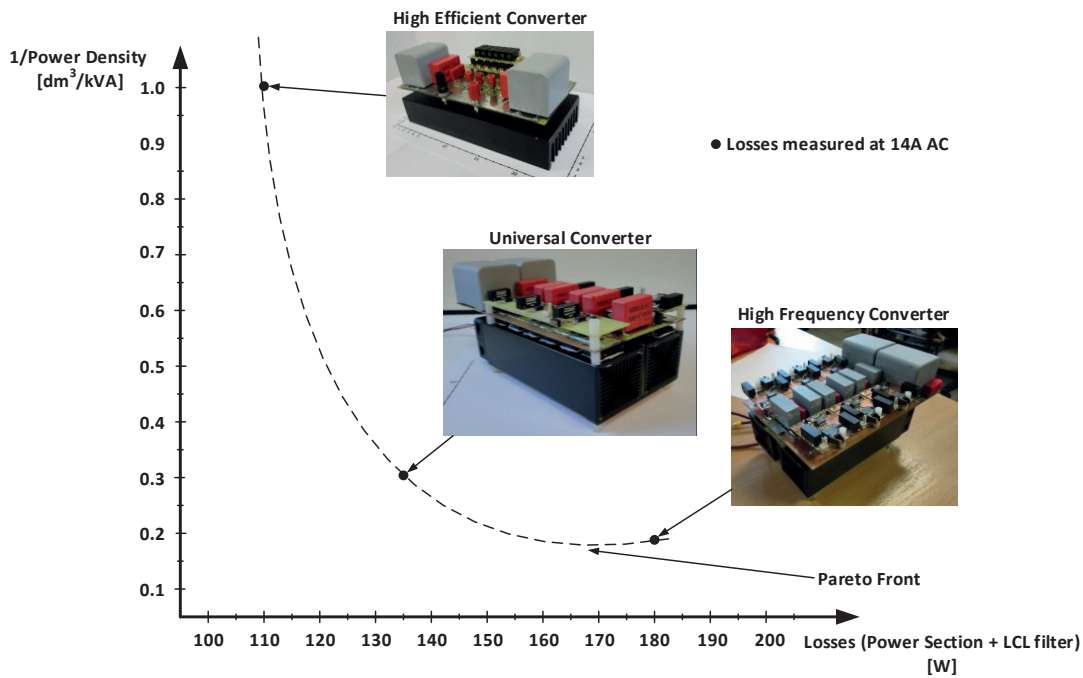 High Efficient Converter
1/Power Density
[dm³/kVA]
1.0
0.9
0.8
0.7
0.6
0.5
0.4
0.3
0.2
0.1
Losses measured at 14A AC
Universal Converter
High Frequency Converter
Pareto Front
100 110 120 130 140 150 160 170 180 190 200
Losses (Power Section + LCL filter)
[W]